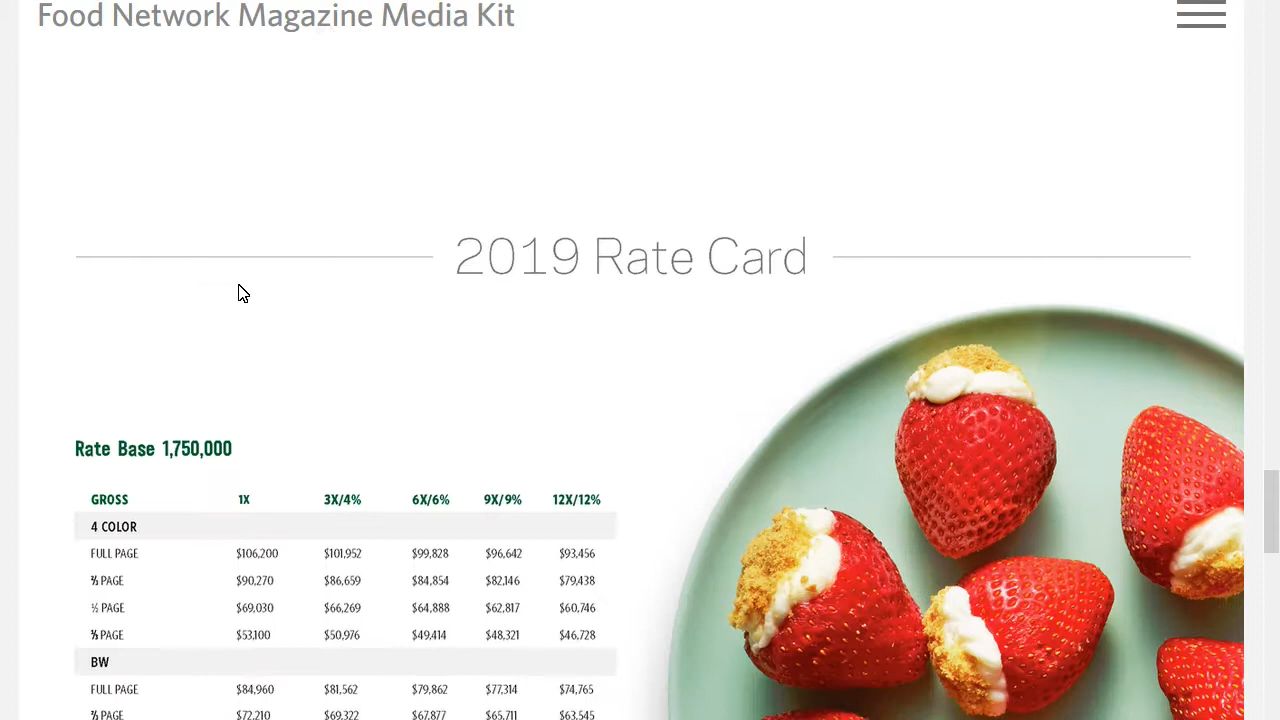 Food Network Magazine Media Kit
2019 Rate Card
Rate Base 1,750,000
GROSS 1X 3X/4% 6X/6% 9X/9% 12X/12%
4 COLOR
FULL PAGE $106,200 $101,952 $99,828 $96,642 $93,456
⅔ PAGE $90,270 $86,659 $84,854 $82,146 $79,438
½ PAGE $69,030 $66,269 $64,888 $62,817 $60,746
PAGE $53,100 $50,976 $49,414 $48,321 $46,728
BW
FULL PAGE $84,960 $81,562 $79,862 $77,314 $74,765
⅔ PAGE $72,210 $69,322 $67,877 $65,711 $63,545